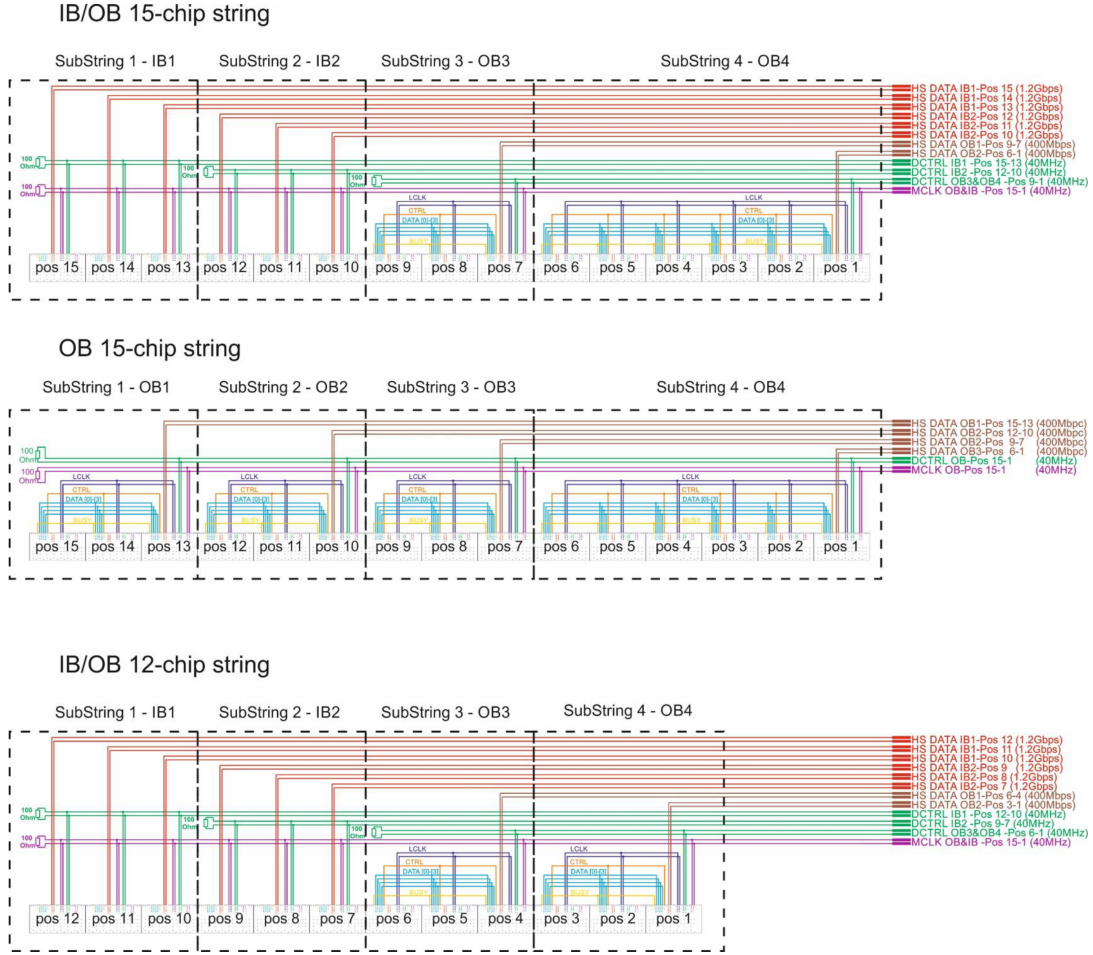 IB/OB 15-chip string
SubString 1 - IB1
SubString 2 - IB2
SubString 3 - OB3
SubString 4 - OB4
HS DATA IB1-Pos 15 (1.2Gbps)
HS DATA IB1-Pos 14 (1.2Gbps)
HS DATA IB1-Pos 13 (1.2Gbps)
HS DATA IB2-Pos 12 (1.2Gbps)
HS DATA IB2-Pos 11 (1.2Gbps)
HS DATA IB2-Pos 10 (1.2Gbps)
HS DATA OB1-Pos 9-7 (400Mbps)
HS DATA OB2-Pos 6-1 (400Mbps)
DCTRL IB1 -Pos 15-13 (40MHz)
DCTRL IB2 -Pos 12-10 (40MHz)
DCTRL OB3&OB4 -Pos 9-1 (40MHz)
MCLK OB&IB -Pos 15-1 (40MHz)
100 Ohm
100 Ohm
100 Ohm
100 Ohm
LCLK
CTRL
DATA [0]-[3]
BUSY
LCLK
CTRL
DATA [0]-[3]
BUSY
pos 15
pos 14
pos 13
pos 12
pos 11
pos 10
pos 9
pos 8
pos 7
pos 6
pos 5
pos 4
pos 3
pos 2
pos 1
OB 15-chip string
SubString 1 - OB1
SubString 2 - OB2
SubString 3 - OB3
SubString 4 - OB4
HS DATA OB1-Pos 15-13 (400Mbpc)
HS DATA OB2-Pos 12-10 (400Mbpc)
HS DATA OB2-Pos 9-7 (400Mbpc)
HS DATA OB3-Pos 6-1 (400Mbpc)
DCTRL OB-Pos 15-1 (40MHz)
MCLK OB-Pos 15-1 (40MHz)
100 Ohm
100 Ohm
LCLK
CTRL
DATA [0]-[3]
BUSY
LCLK
CTRL
DATA [0]-[3]
BUSY
LCLK
CTRL
DATA [0]-[3]
BUSY
LCLK
CTRL
DATA [0]-[3]
BUSY
pos 15
pos 14
pos 13
pos 12
pos 11
pos 10
pos 9
pos 8
pos 7
pos 6
pos 5
pos 4
pos 3
pos 2
pos 1
IB/OB 12-chip string
SubString 1 - IB1
SubString 2 - IB2
SubString 3 - OB3
SubString 4 - OB4
HS DATA IB1-Pos 12 (1.2Gbps)
HS DATA IB1-Pos 11 (1.2Gbps)
HS DATA IB1-Pos 10 (1.2Gbps)
HS DATA IB2-Pos 9 (1.2Gbps)
HS DATA IB2-Pos 8 (1.2Gbps)
HS DATA IB2-Pos 7 (1.2Gbps)
HS DATA OB1-Pos 6-4 (400Mbps)
HS DATA OB2-Pos 3-1 (400Mbps)
DCTRL IB1 -Pos 12-10 (40MHz)
DCTRL IB2 -Pos 9-7 (40MHz)
DCTRL OB3&OB4 -Pos 6-1 (40MHz)
MCLK OB&IB -Pos 15-1 (40MHz)
100 Ohm
100 Ohm
100 Ohm
100 Ohm
LCLK
CTRL
DATA [0]-[3]
BUSY
LCLK
CTRL
DATA [0]-[3]
BUSY
pos 12
pos 11
pos 10
pos 9
pos 8
pos 7
pos 6
pos 5
pos 4
pos 3
pos 2
pos 1